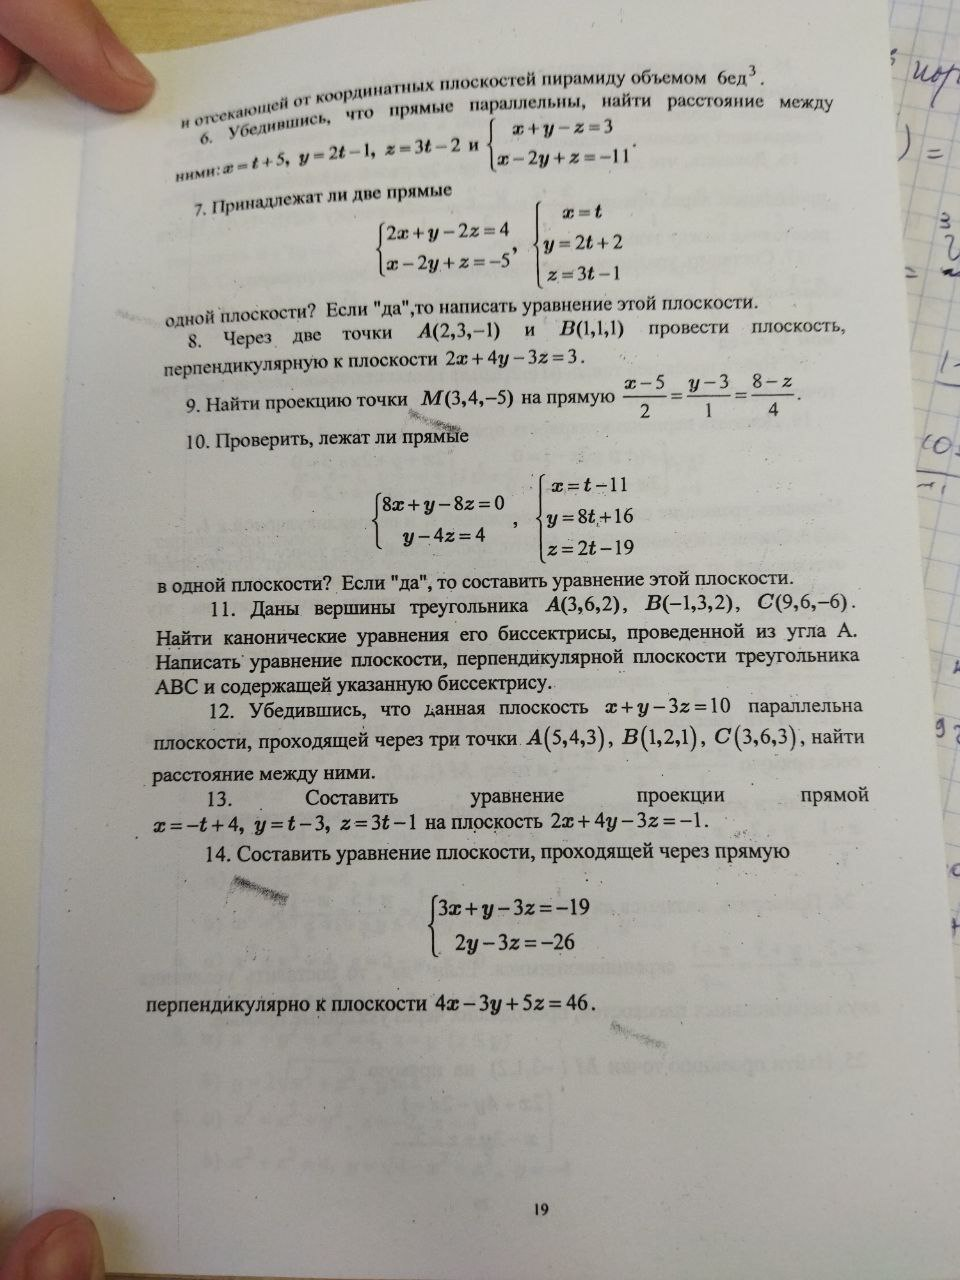 и отсекающей от координатных плоскостей пирамиду объемом 6ед³.
6. Убедившись, что прямые параллельны, найти расстояние между
ними: x = t + 5, y = 2t − 1, z = 3t − 2 и { x + y − z = 3
x − 2y + z = −11 .
7. Принадлежат ли две прямые
{ 2x + y − 2z = 4
x − 2y + z = −5 , { x = t
y = 2t + 2
z = 3t − 1
одной плоскости? Если "да",то написать уравнение этой плоскости.
8. Через две точки A(2,3,−1) и B(1,1,1) провести плоскость,
перпендикулярную к плоскости 2x + 4y − 3z = 3.
9. Найти проекцию точки M(3,4,−5) на прямую (x − 5)/2 = (y − 3)/1 = (8 − z)/4.
10. Проверить, лежат ли прямые
{ 8x + y − 8z = 0
y − 4z = 4 , { x = t − 11
y = 8t + 16
z = 2t − 19
в одной плоскости? Если "да", то составить уравнение этой плоскости.
11. Даны вершины треугольника A(3,6,2), B(−1,3,2), C(9,6,−6).
Найти канонические уравнения его биссектрисы, проведенной из угла А.
Написать уравнение плоскости, перпендикулярной плоскости треугольника
АВС и содержащей указанную биссектрису.
12. Убедившись, что данная плоскость x + y − 3z = 10 параллельна
плоскости, проходящей через три точки A(5,4,3), B(1,2,1), C(3,6,3), найти
расстояние между ними.
13. Составить уравнение проекции прямой
x = −t + 4, y = t − 3, z = 3t − 1 на плоскость 2x + 4y − 3z = −1.
14. Составить уравнение плоскости, проходящей через прямую
{ 3x + y − 3z = −19
2y − 3z = −26
перпендикулярно к плоскости 4x − 3y + 5z = 46.
19